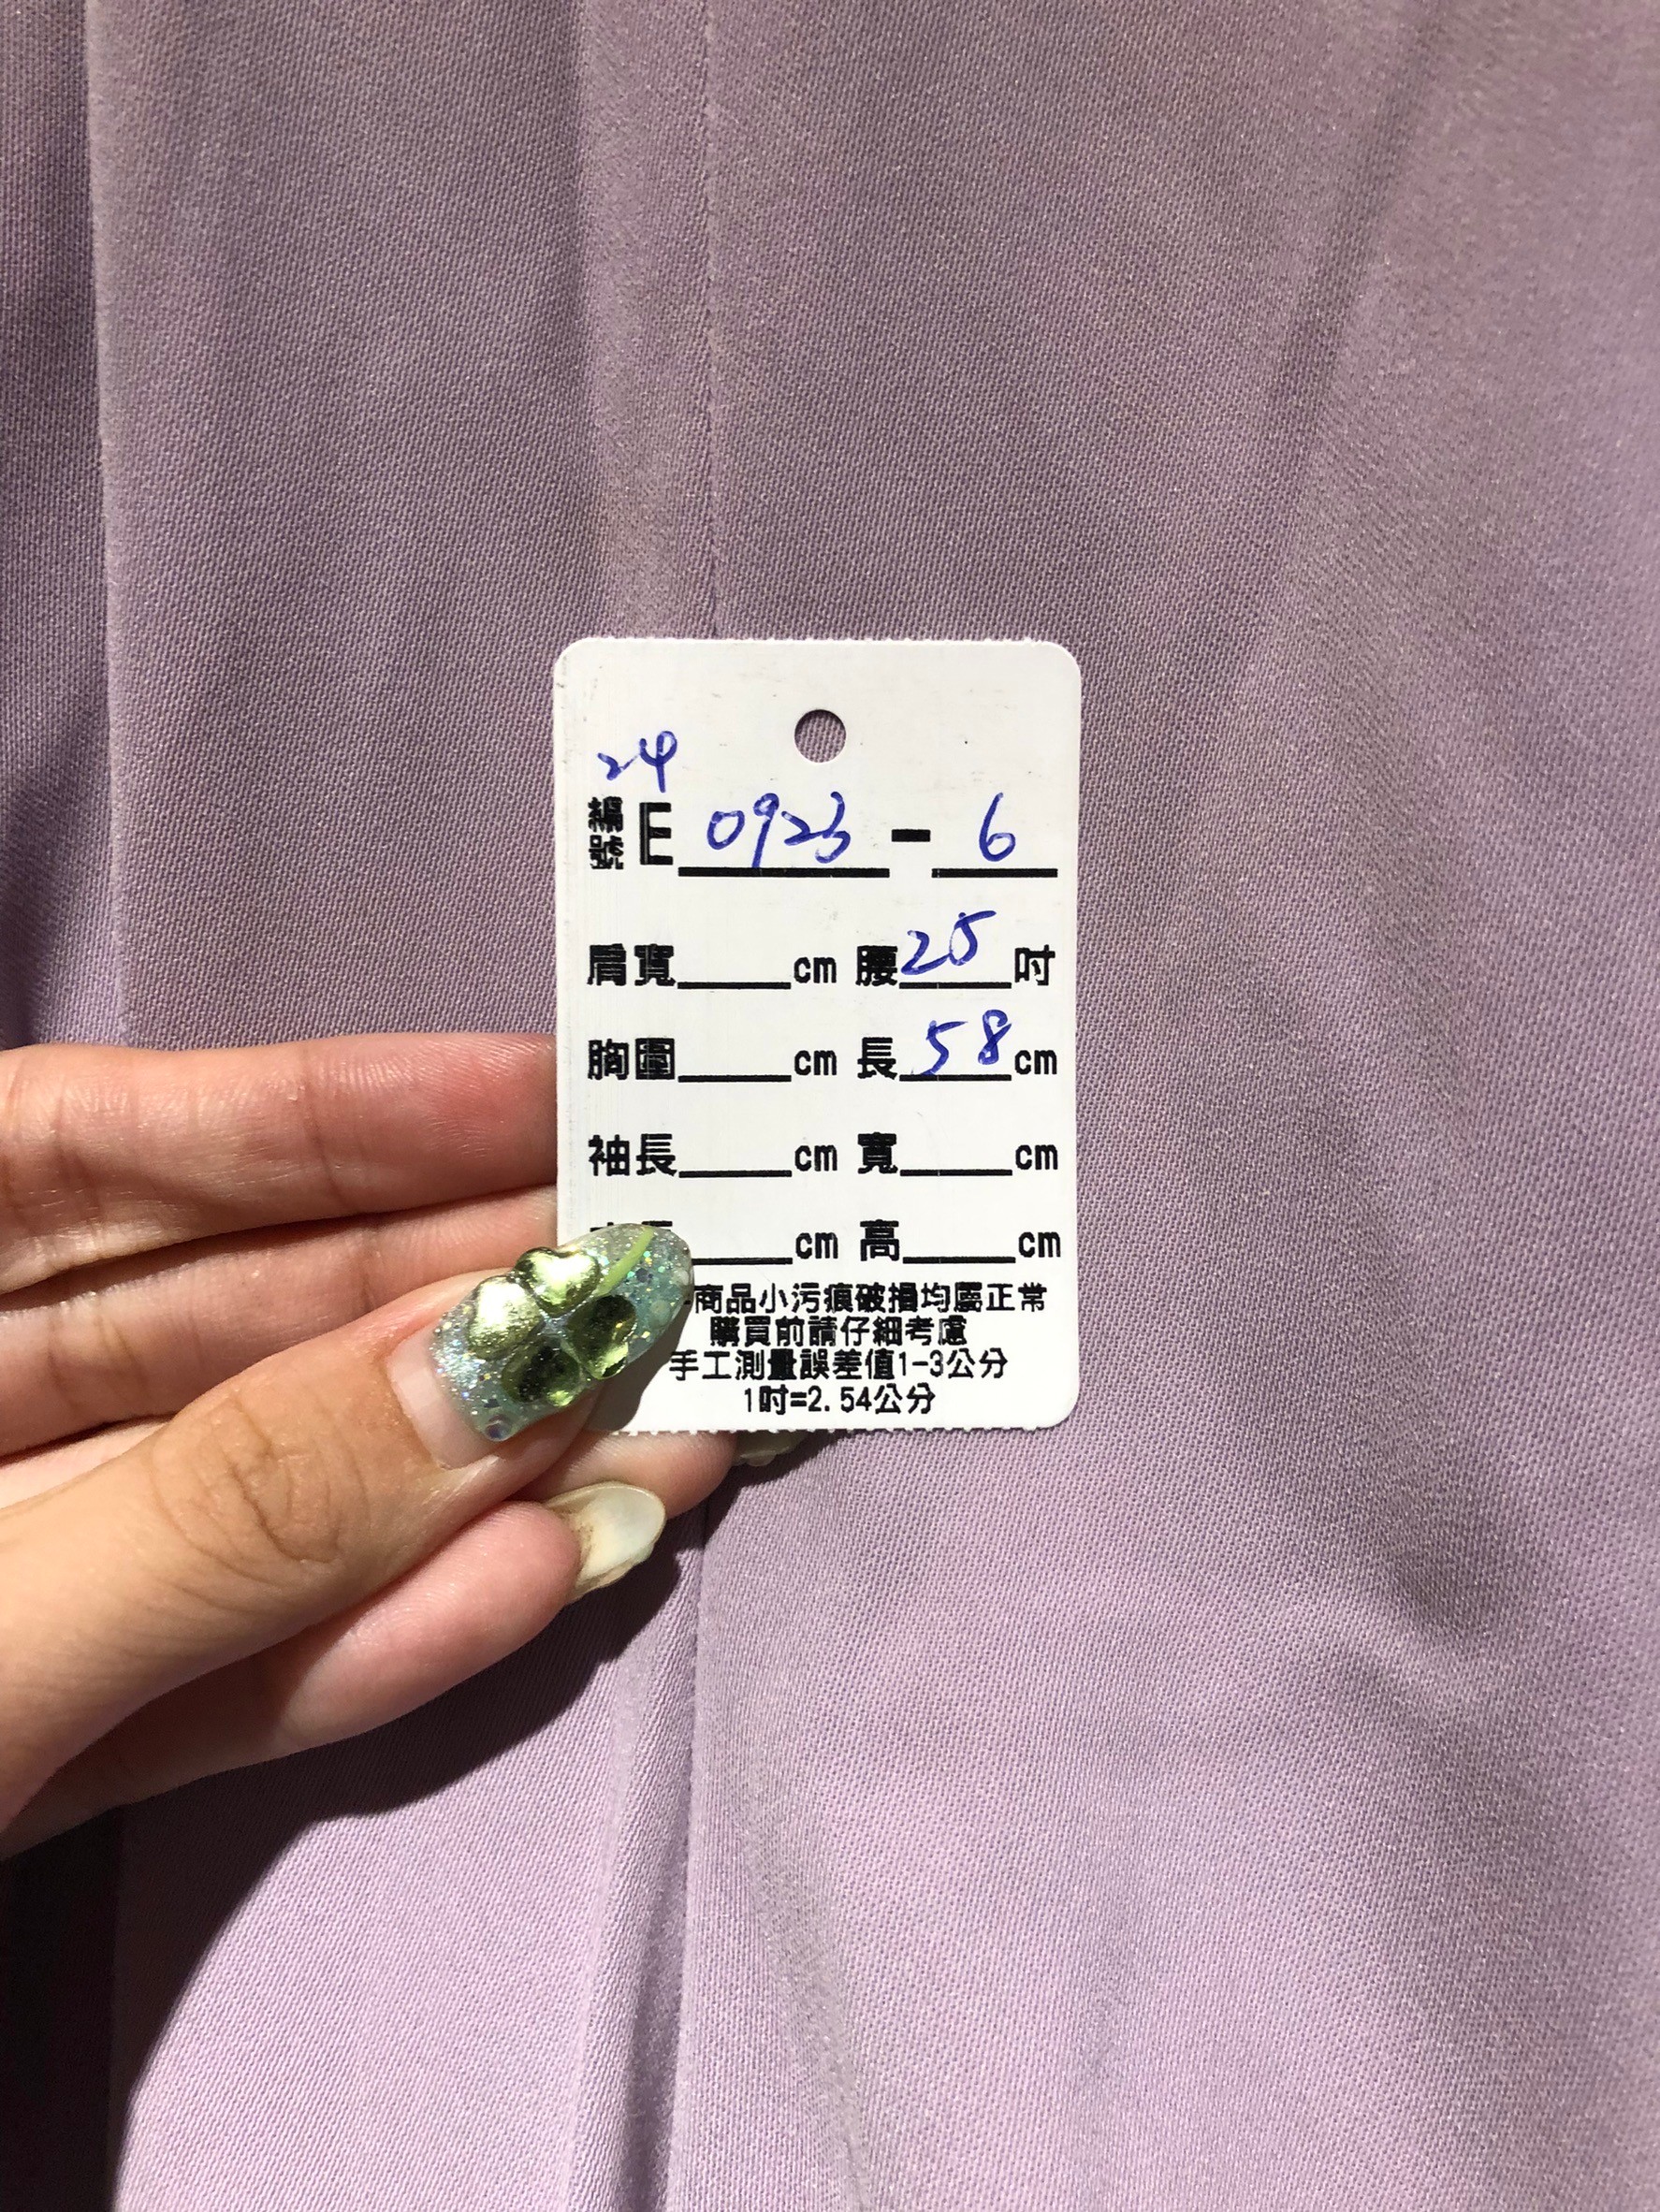 24
編號 E 0923 - 6
肩寬____cm 腰25吋
胸圍____cm 長58cm
袖長____cm 寬____cm
____cm 高____cm
商品小污痕破損均屬正常
購買前請仔細考慮
手工測量誤差值1-3公分
1吋=2.54公分